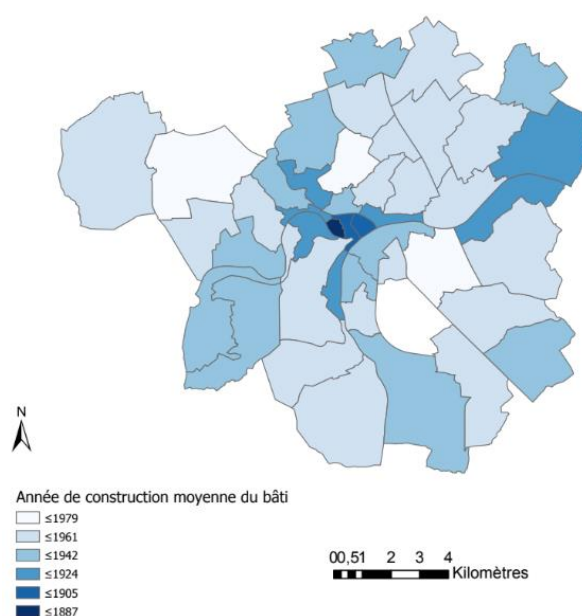 N
Année de construction moyenne du bâti
≤1979
≤1961
≤1942
≤1924
≤1905
≤1887
00,51 2 3 4
Kilomètres